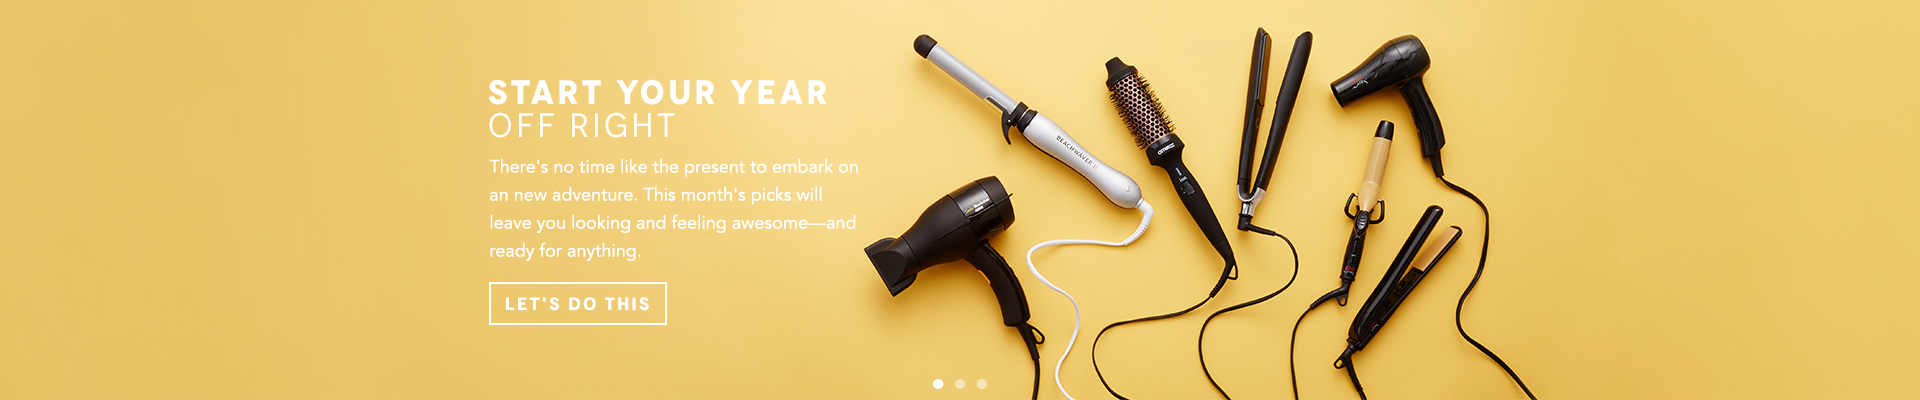 START YOUR YEAR
OFF RIGHT
There's no time like the present to embark on
an new adventure. This month's picks will
leave you looking and feeling awesome—and
ready for anything.
LET'S DO THIS
BEACHWAVER